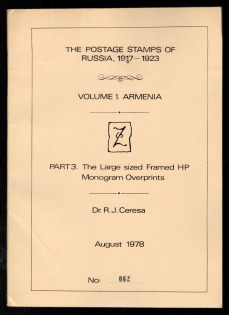 THE POSTAGE STAMPS OF
RUSSIA, 1917-1923
VOLUME 1. ARMENIA
PART 3. The Large sized Framed HP
Monogram Overprints
Dr. R. J. Ceresa
August 1978
No: 062